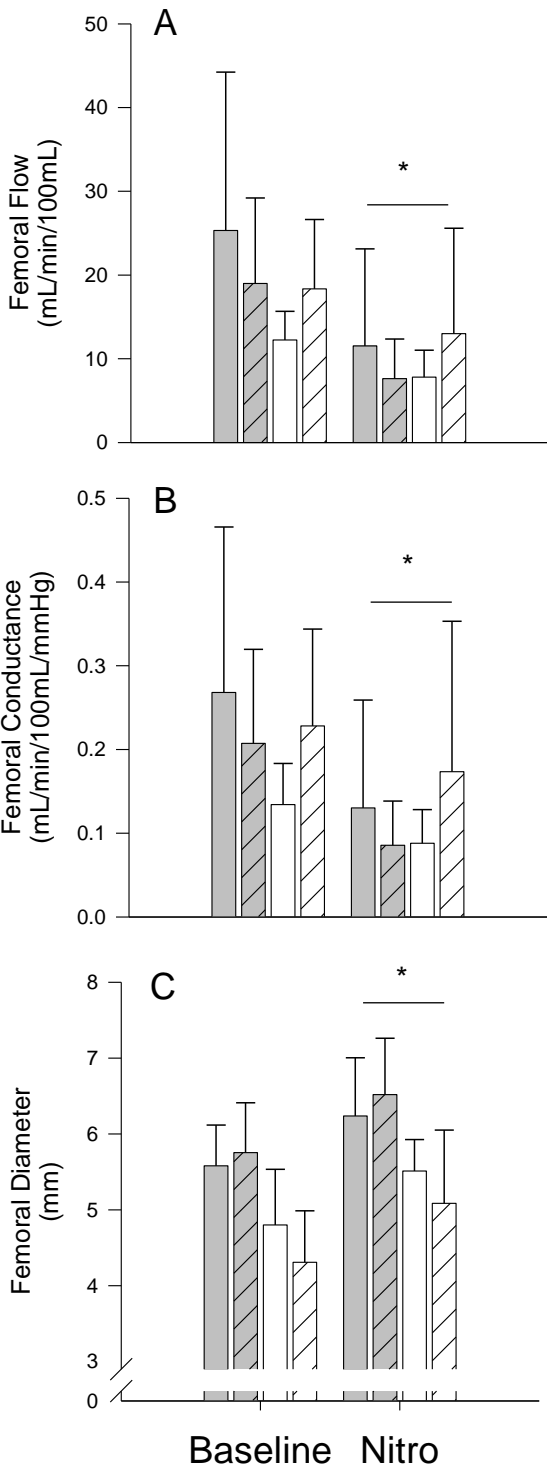 A
50
40
30
20
10
0
Femoral Flow
(mL/min/100mL)
*
B
0.5
0.4
0.3
0.2
0.1
0.0
Femoral Conductance
(mL/min/100mL/mmHg)
*
C
8
7
6
5
4
3
0
Femoral Diameter
(mm)
*
Baseline Nitro